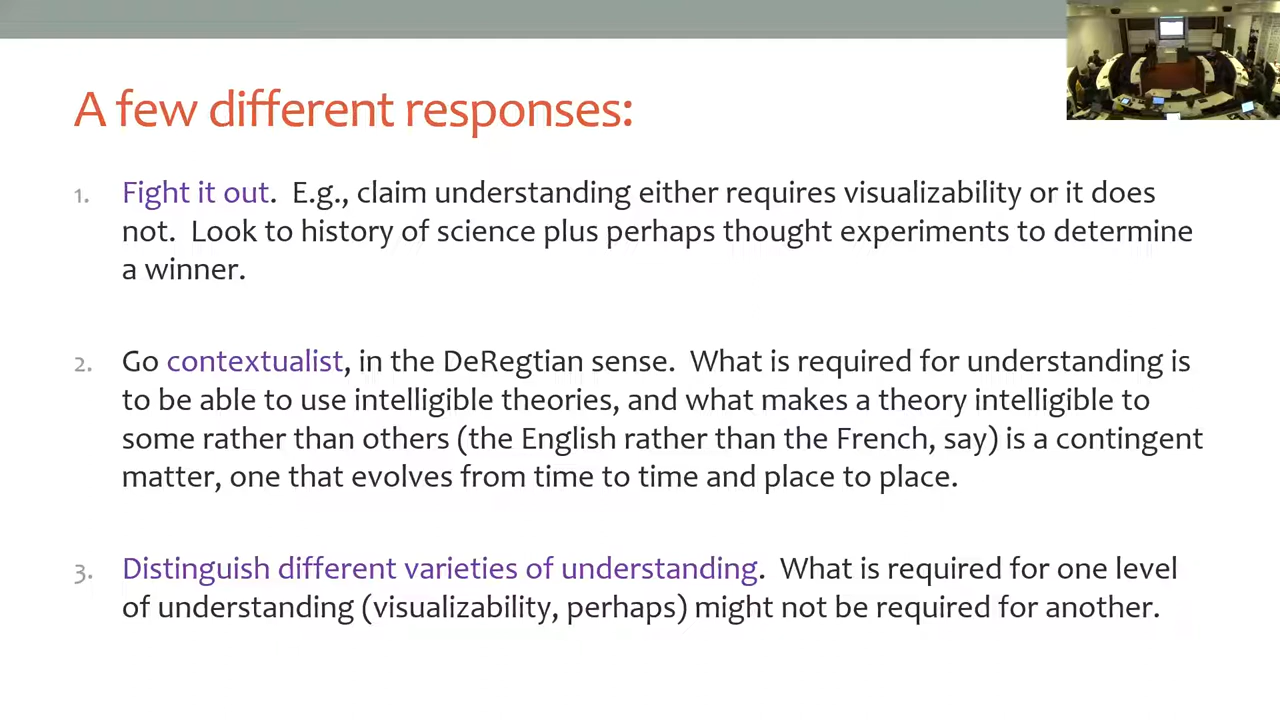 A few different responses:
1. Fight it out. E.g., claim understanding either requires visualizability or it does
not. Look to history of science plus perhaps thought experiments to determine
a winner.
2. Go contextualist, in the DeRegtian sense. What is required for understanding is
to be able to use intelligible theories, and what makes a theory intelligible to
some rather than others (the English rather than the French, say) is a contingent
matter, one that evolves from time to time and place to place.
3. Distinguish different varieties of understanding. What is required for one level
of understanding (visualizability, perhaps) might not be required for another.